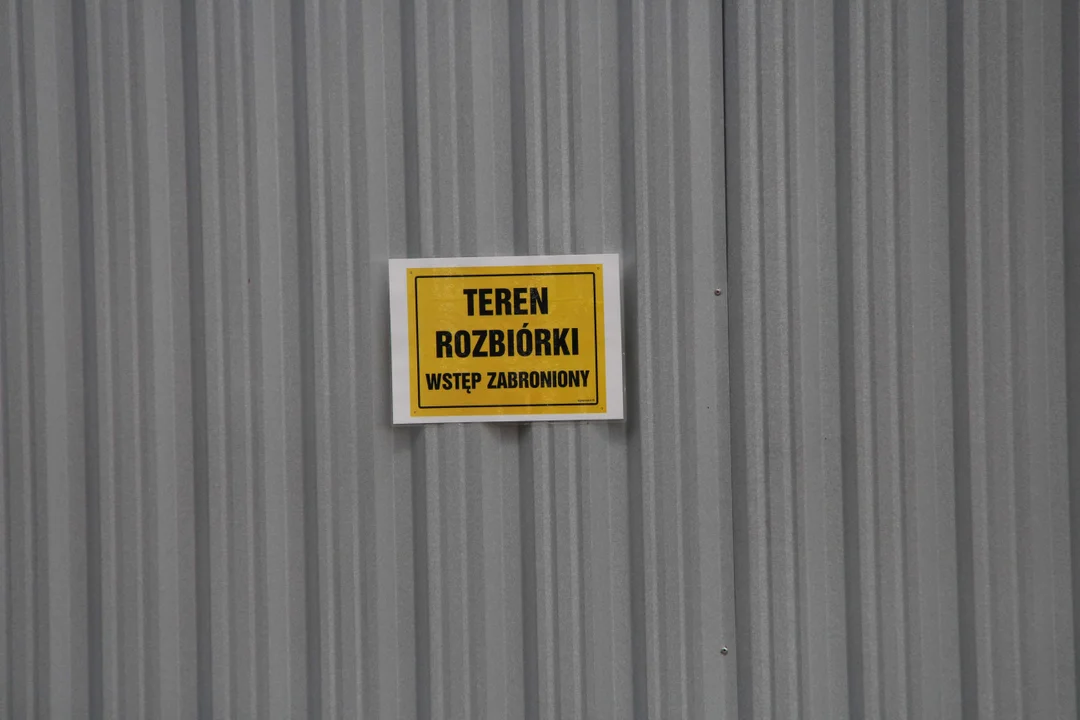 TEREN
ROZBIÓRKI
WSTĘP ZABRONIONY